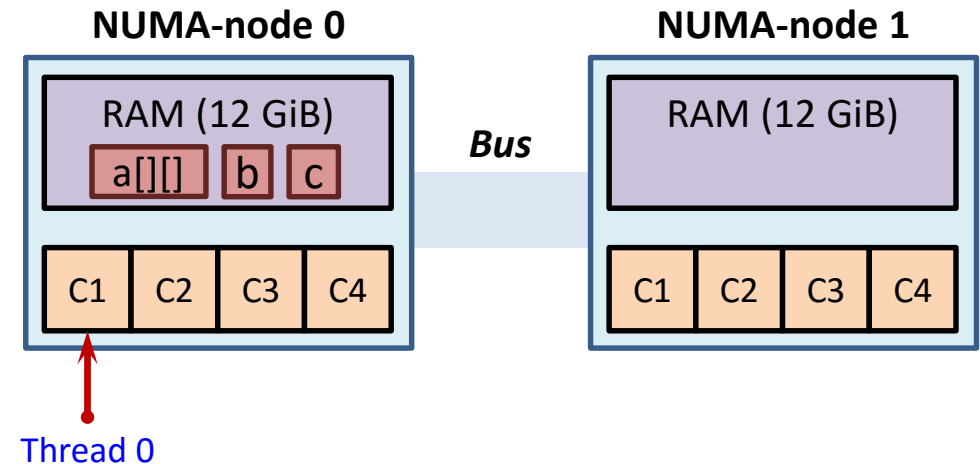 NUMA-node 0
NUMA-node 1
RAM (12 GiB)
a[][] b c
Bus
RAM (12 GiB)
C1 C2 C3 C4
C1 C2 C3 C4
Thread 0